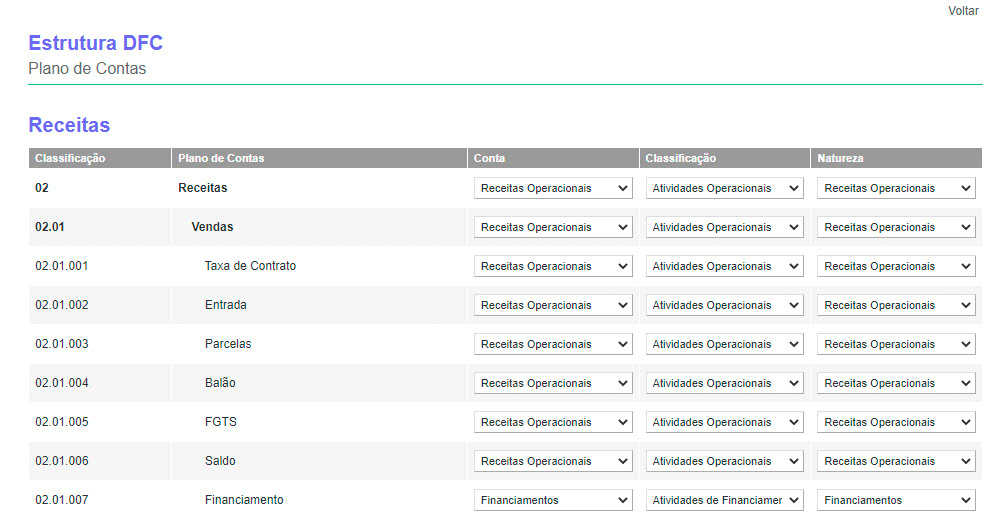 Voltar
Estrutura DFC
Plano de Contas
Receitas
Classificação Plano de Contas Conta Classificação Natureza
02 Receitas Receitas Operacionais Atividades Operacionais Receitas Operacionais
02.01 Vendas Receitas Operacionais Atividades Operacionais Receitas Operacionais
02.01.001 Taxa de Contrato Receitas Operacionais Atividades Operacionais Receitas Operacionais
02.01.002 Entrada Receitas Operacionais Atividades Operacionais Receitas Operacionais
02.01.003 Parcelas Receitas Operacionais Atividades Operacionais Receitas Operacionais
02.01.004 Balão Receitas Operacionais Atividades Operacionais Receitas Operacionais
02.01.005 FGTS Receitas Operacionais Atividades Operacionais Receitas Operacionais
02.01.006 Saldo Receitas Operacionais Atividades Operacionais Receitas Operacionais
02.01.007 Financiamento Financiamentos Atividades de Financiamer Financiamentos